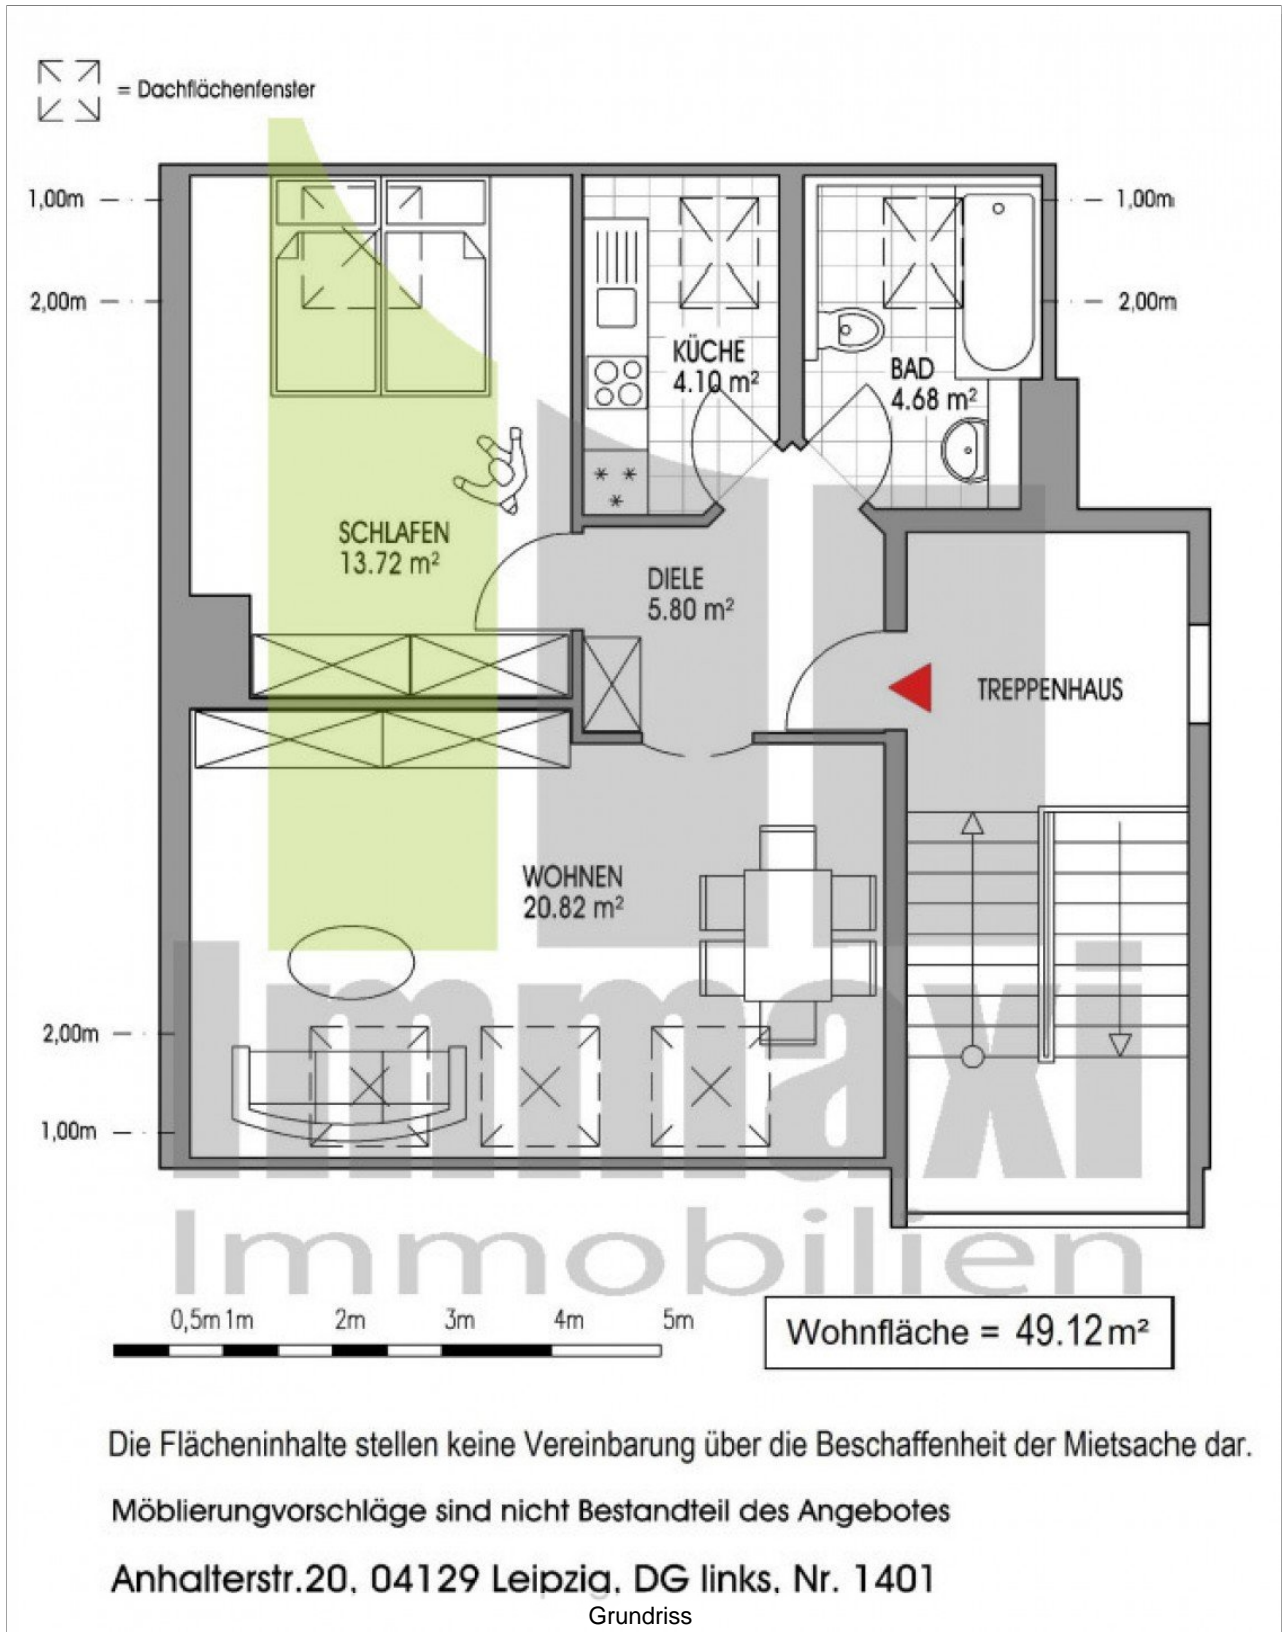 = Dachflächenfenster
1,00m
1,00m
2,00m
2,00m
KÜCHE
4.10 m²
BAD
4.68 m²
SCHLAFEN
13.72 m²
DIELE
5.80 m²
TREPPENHAUS
WOHNEN
20.82 m²
Immaxi
2,00m
1,00m
Immobilien
0,5m 1m 2m 3m 4m 5m
Wohnfläche = 49.12 m²
Die Flächeninhalte stellen keine Vereinbarung über die Beschaffenheit der Mietsache dar.
Möblierungvorschläge sind nicht Bestandteil des Angebotes
Anhalterstr.20, 04129 Leipzig, DG links, Nr. 1401
Grundriss